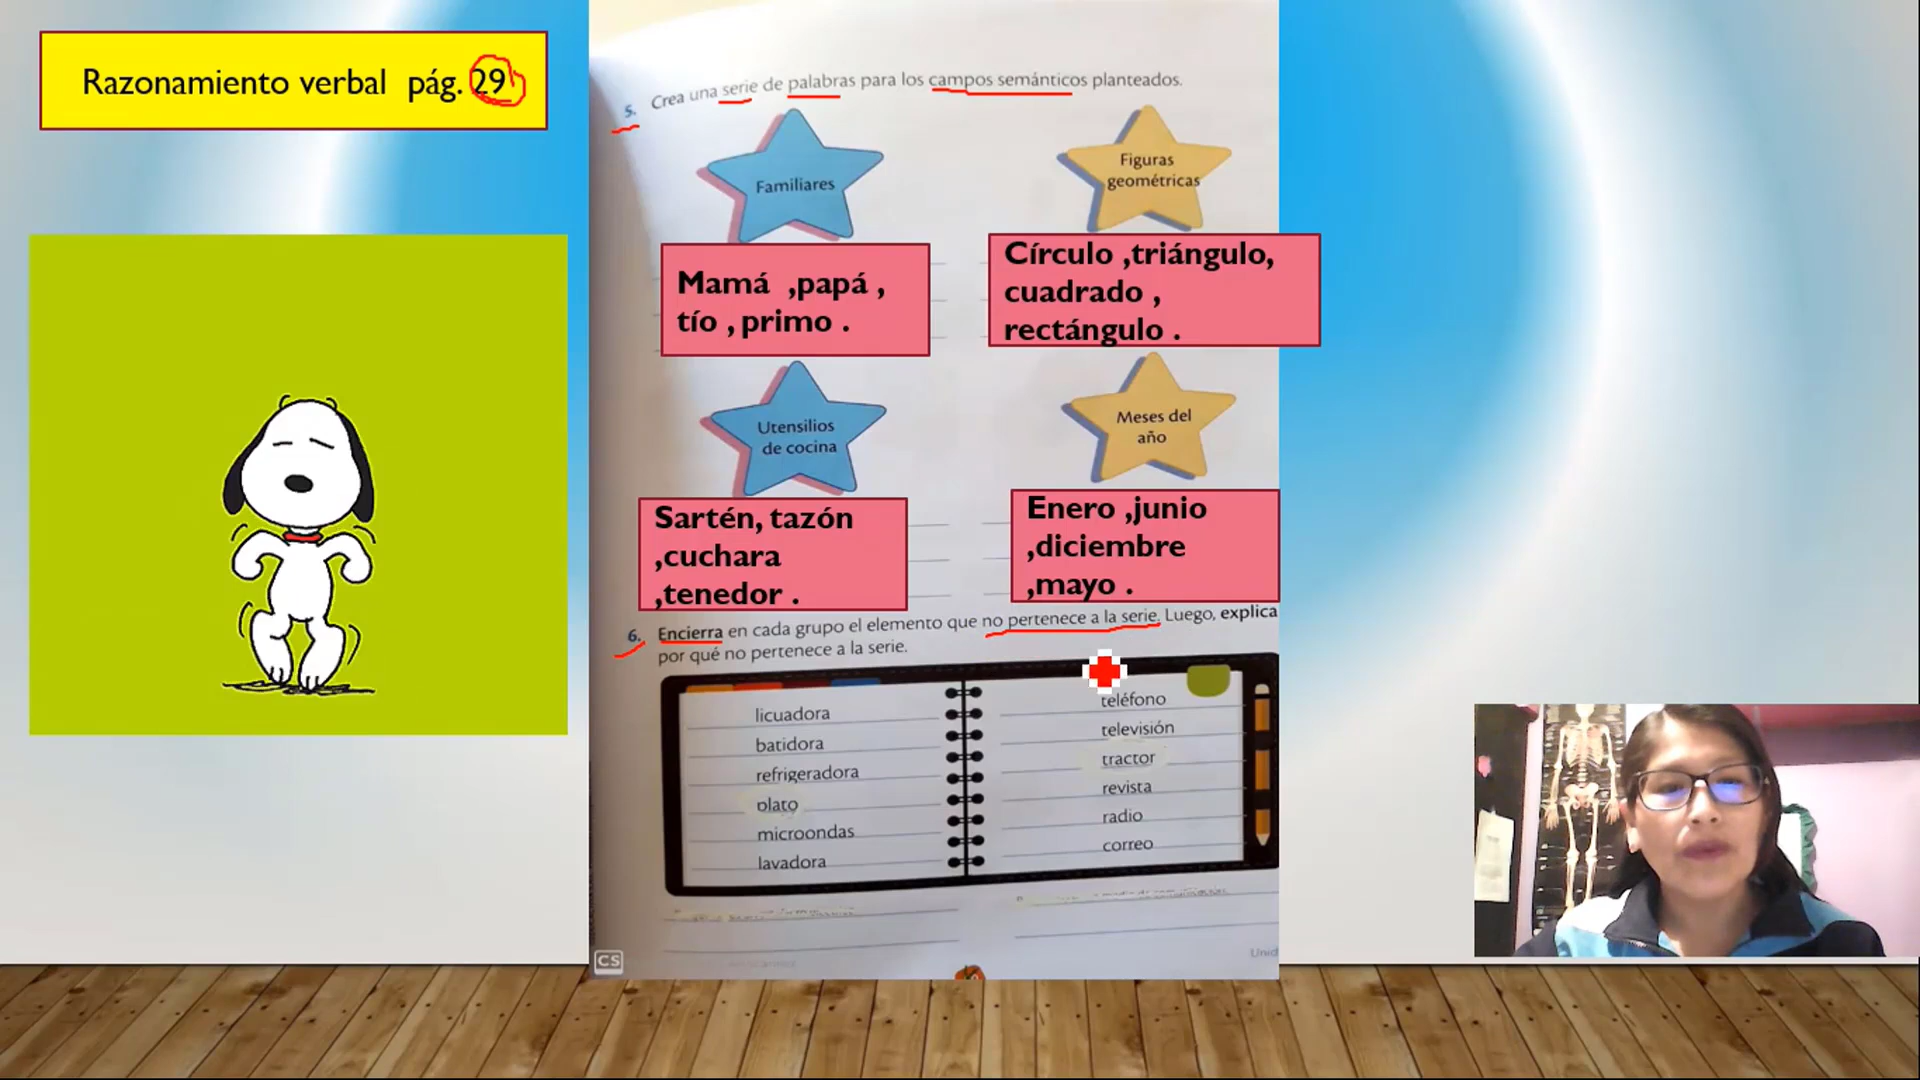 Razonamiento verbal pág. 29
5. Crea una serie de palabras para los campos semánticos planteados.
Familiares
Figuras
geométricas
Mamá ,papá ,
tío , primo .
Círculo ,triángulo,
cuadrado ,
rectángulo .
Utensilios
de cocina
Meses del
año
Sartén, tazón
,cuchara
,tenedor .
Enero ,junio
,diciembre
,mayo .
6. Encierra en cada grupo el elemento que no pertenece a la serie. Luego, explica
por qué no pertenece a la serie.
licuadora
batidora
refrigeradora
plato
microondas
lavadora
teléfono
televisión
tractor
revista
radio
correo
Unid
CS